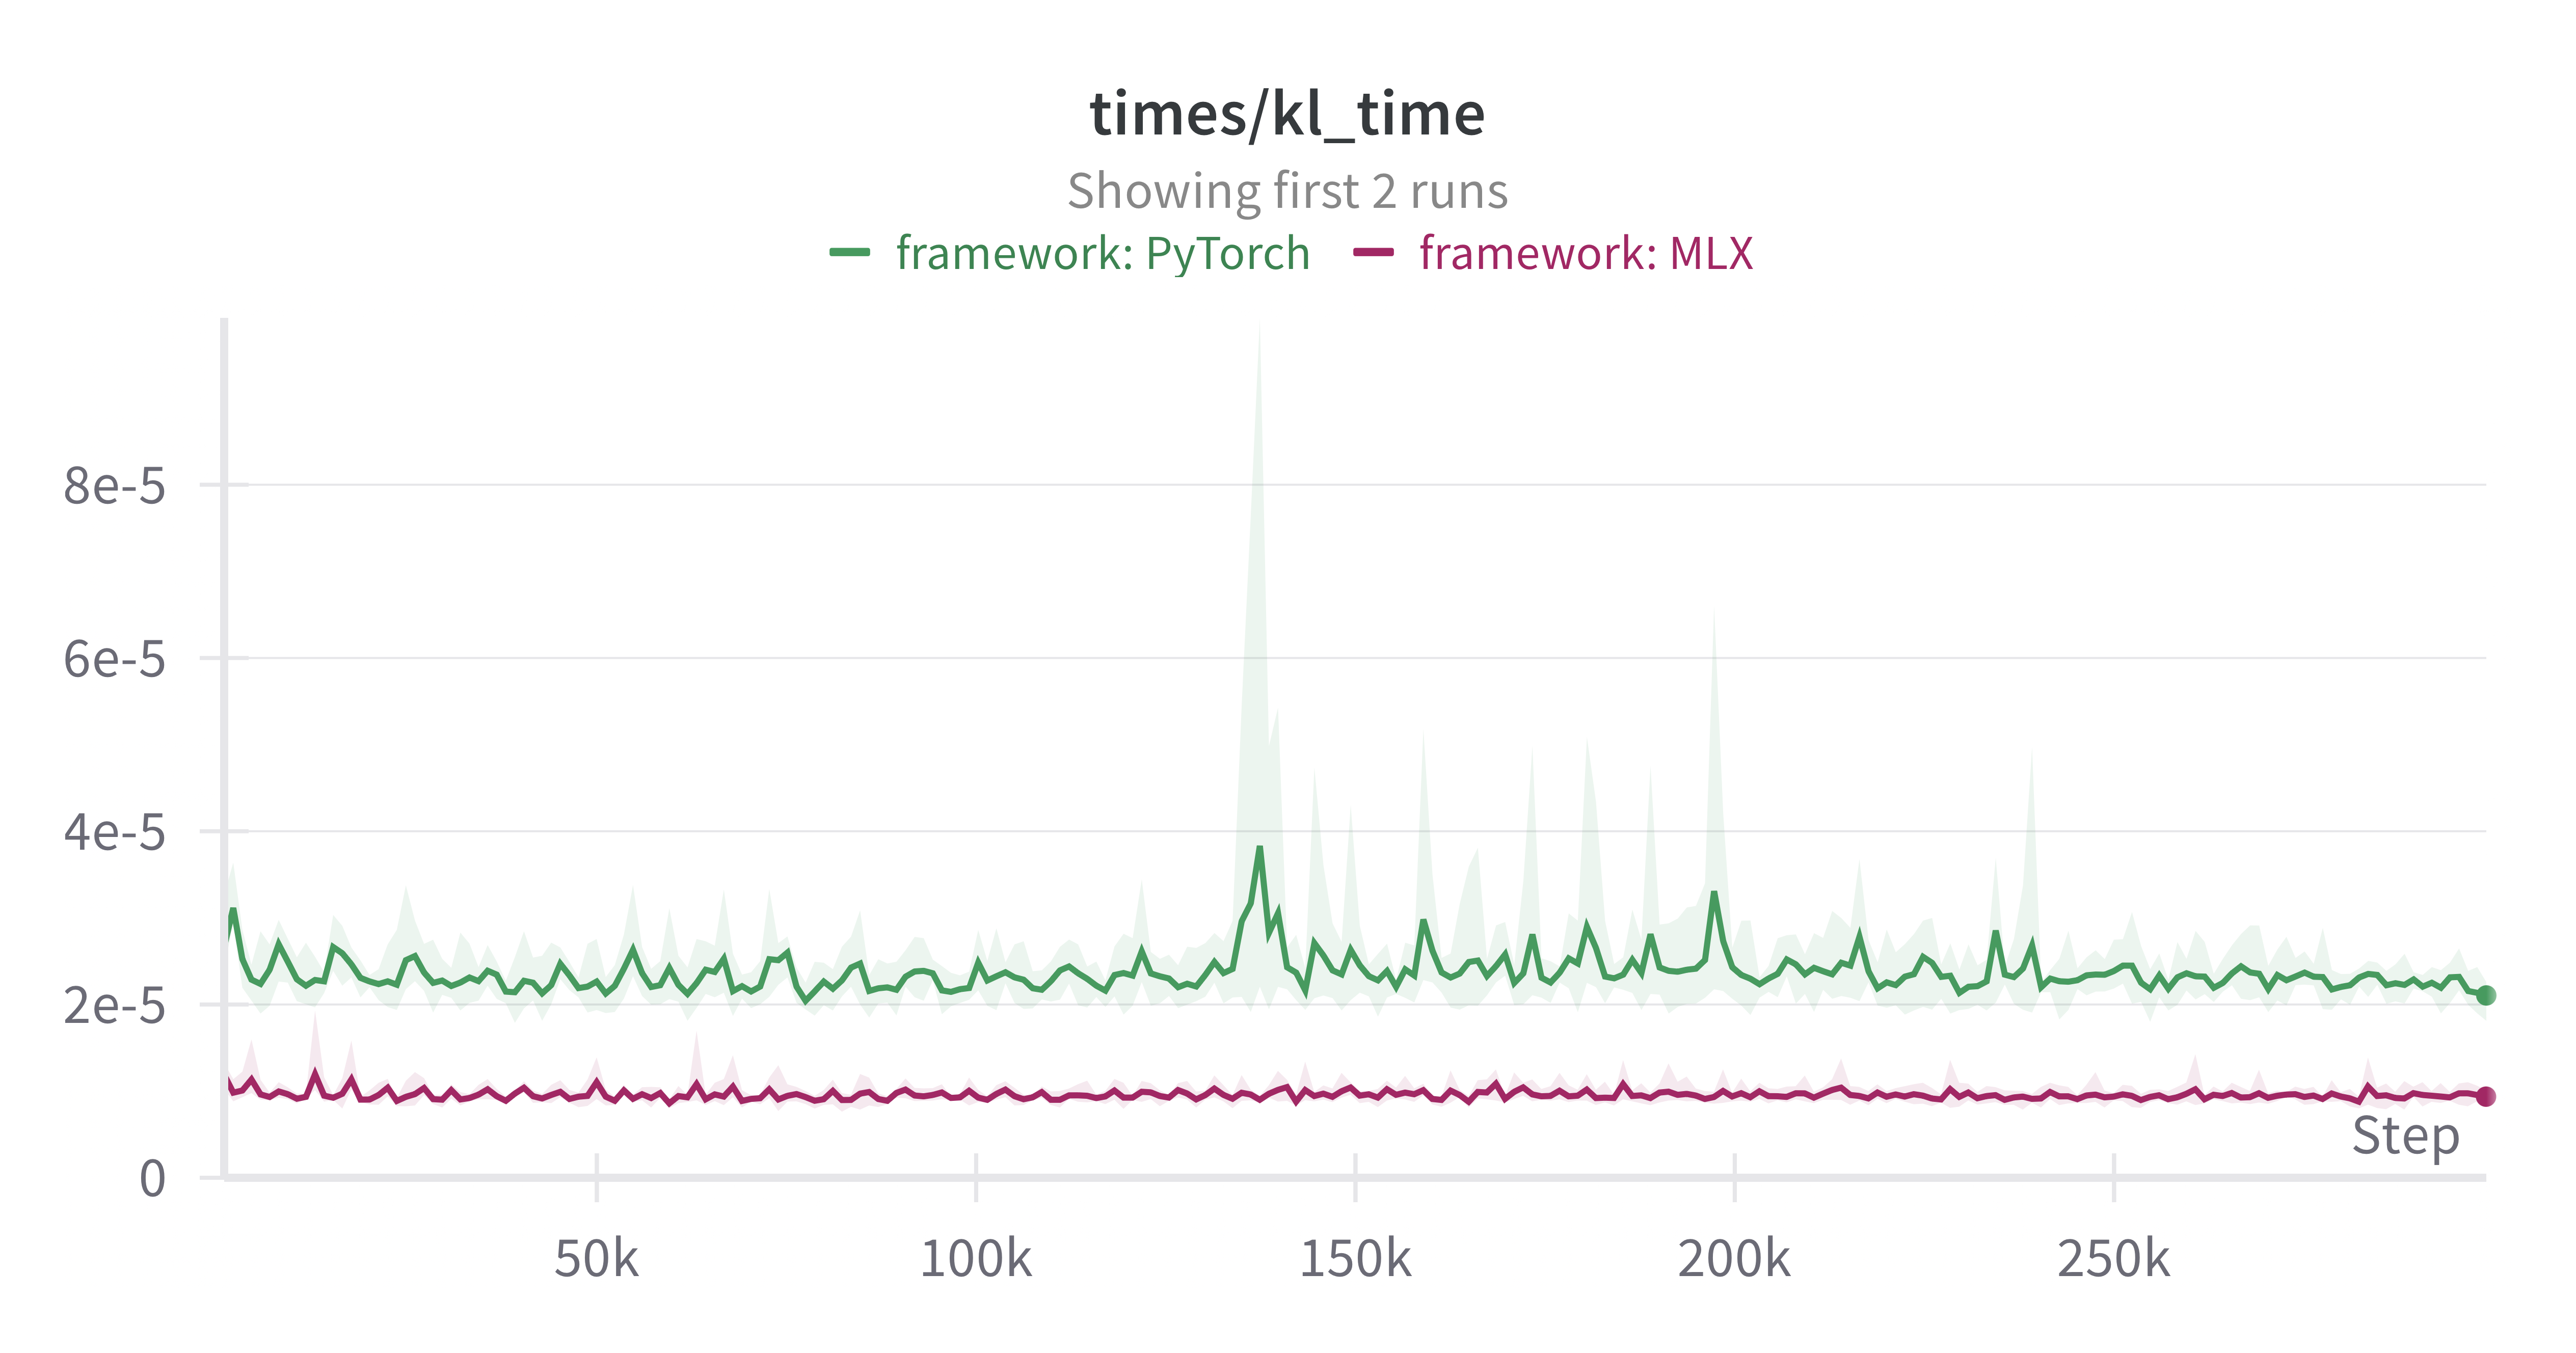 times/kl_time
Showing first 2 runs
framework: PyTorch framework: MLX
8e-5
6e-5
4e-5
2e-5
0
Step
50k 100k 150k 200k 250k